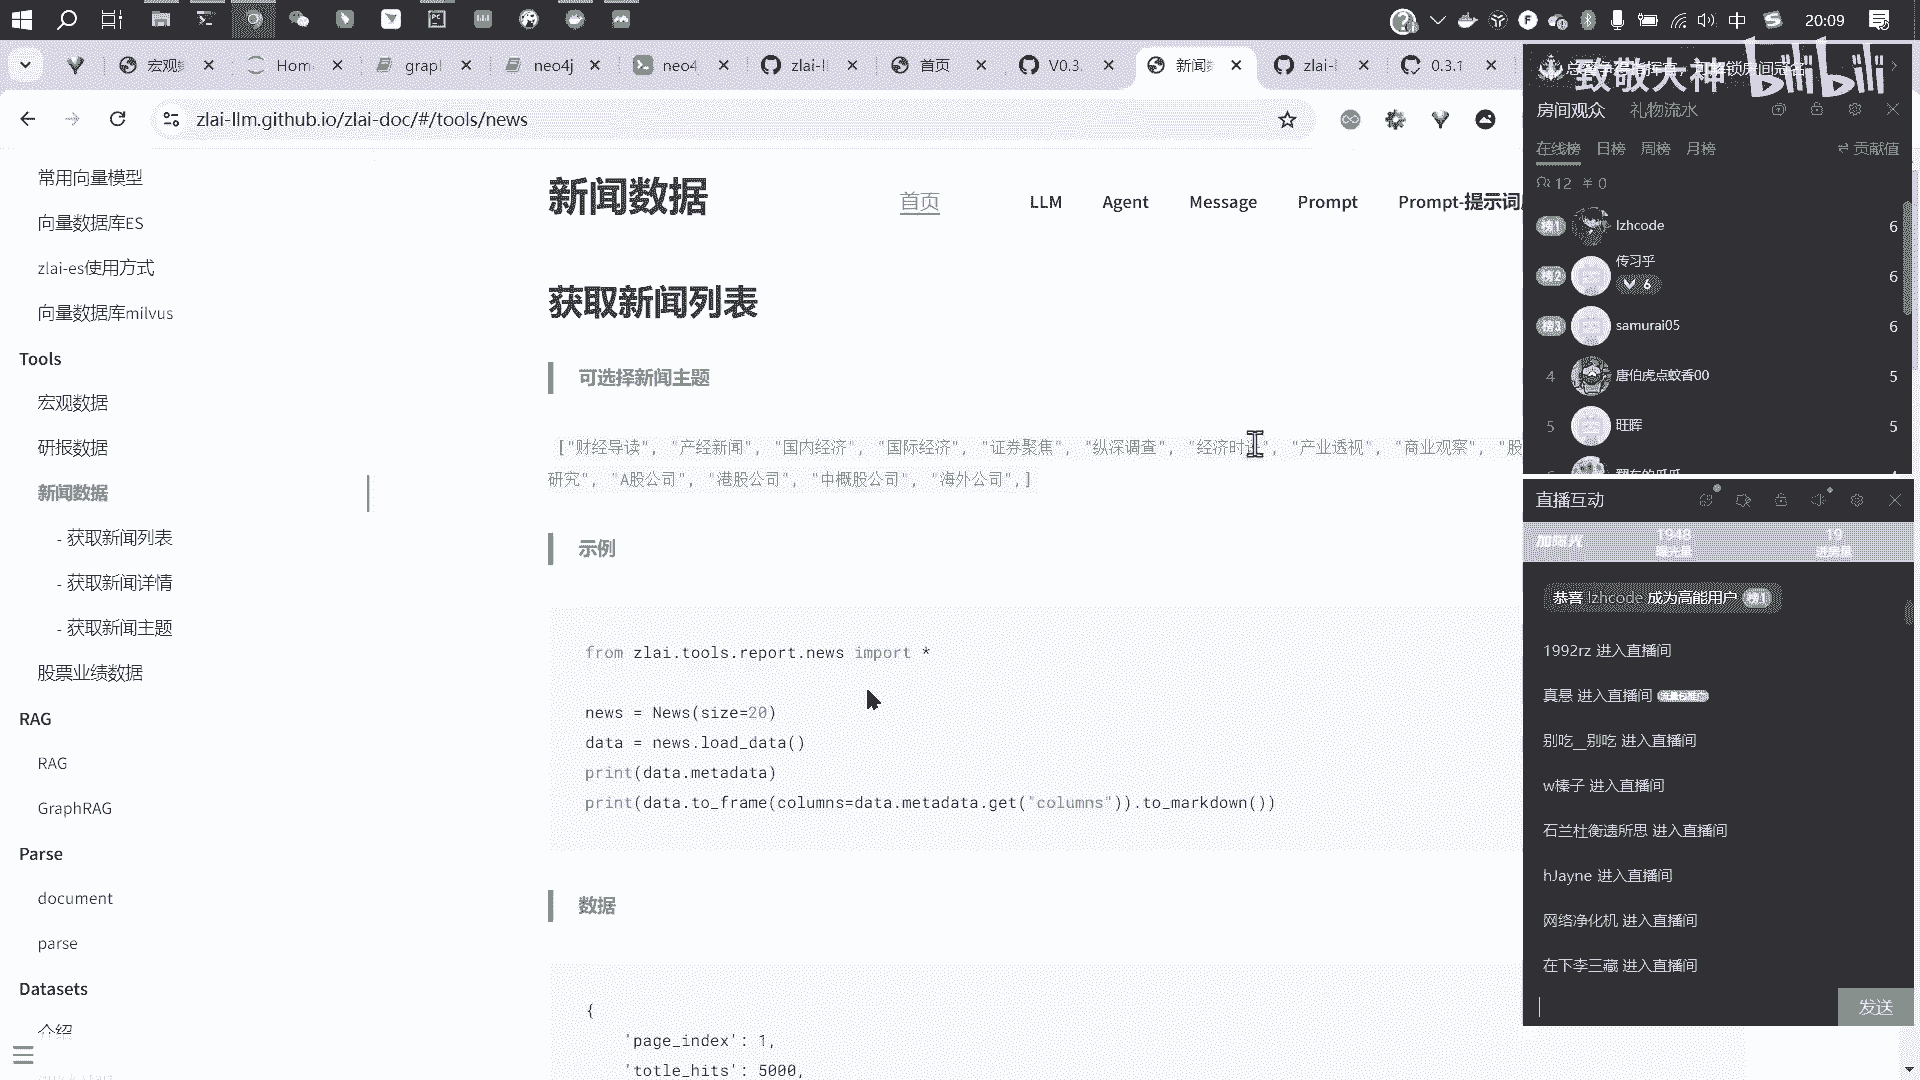 20:09
中
宏观
Hom
grapl
neo4j
neo4
zlai-ll
首页
V0.3.
新闻数
zlai-l
0.3.1
致敬大神
bilibili
zlai-llm.github.io/zlai-doc/#/tools/news
常用向量模型
向量数据库ES
zlai-es使用方式
向量数据库milvus
Tools
宏观数据
研报数据
新闻数据
- 获取新闻列表
- 获取新闻详情
- 获取新闻主题
股票业绩数据
RAG
RAG
GraphRAG
Parse
document
parse
Datasets
介绍
新闻数据
首页
LLM
Agent
Message
Prompt
Prompt-提示词
获取新闻列表
可选择新闻主题
["财经导读", "产经新闻", "国内经济", "国际经济", "证券聚焦", "纵深调查", "经济时评", "产业透视", "商业观察", "股
研究", "A股公司", "港股公司", "中概股公司", "海外公司",]
示例
from zlai.tools.report.news import *
news = News(size=20)
data = news.load_data()
print(data.metadata)
print(data.to_frame(columns=data.metadata.get("columns")).to_markdown())
数据
{
'page_index': 1,
'totle_hits': 5000,
房间观众
礼物流水
在线榜
日榜
周榜
月榜
贡献值
12
¥ 0
榜1
lzhcode
6
榜2
传习乎
6
6
榜3
samurai05
6
4
唐伯虎点蚊香00
5
5
旺晖
5
直播互动
1948
曝光量
19
进房量
恭喜 lzhcode 成为高能用户 榜1
1992rz 进入直播间
真悬 进入直播间
别吃__别吃 进入直播间
w榛子 进入直播间
石兰杜衡遗所思 进入直播间
hJayne 进入直播间
网络净化机 进入直播间
在下李三藏 进入直播间
发送